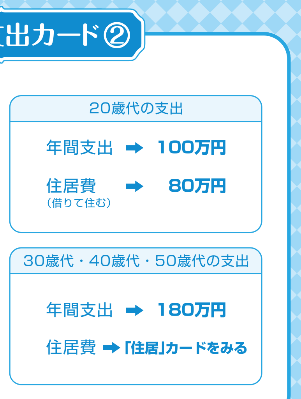 出カード②
20歳代の支出
年間支出 ➡ 100万円
住居費 ➡ 80万円
（借りて住む）
30歳代・40歳代・50歳代の支出
年間支出 ➡ 180万円
住居費 ➡「住居」カードをみる